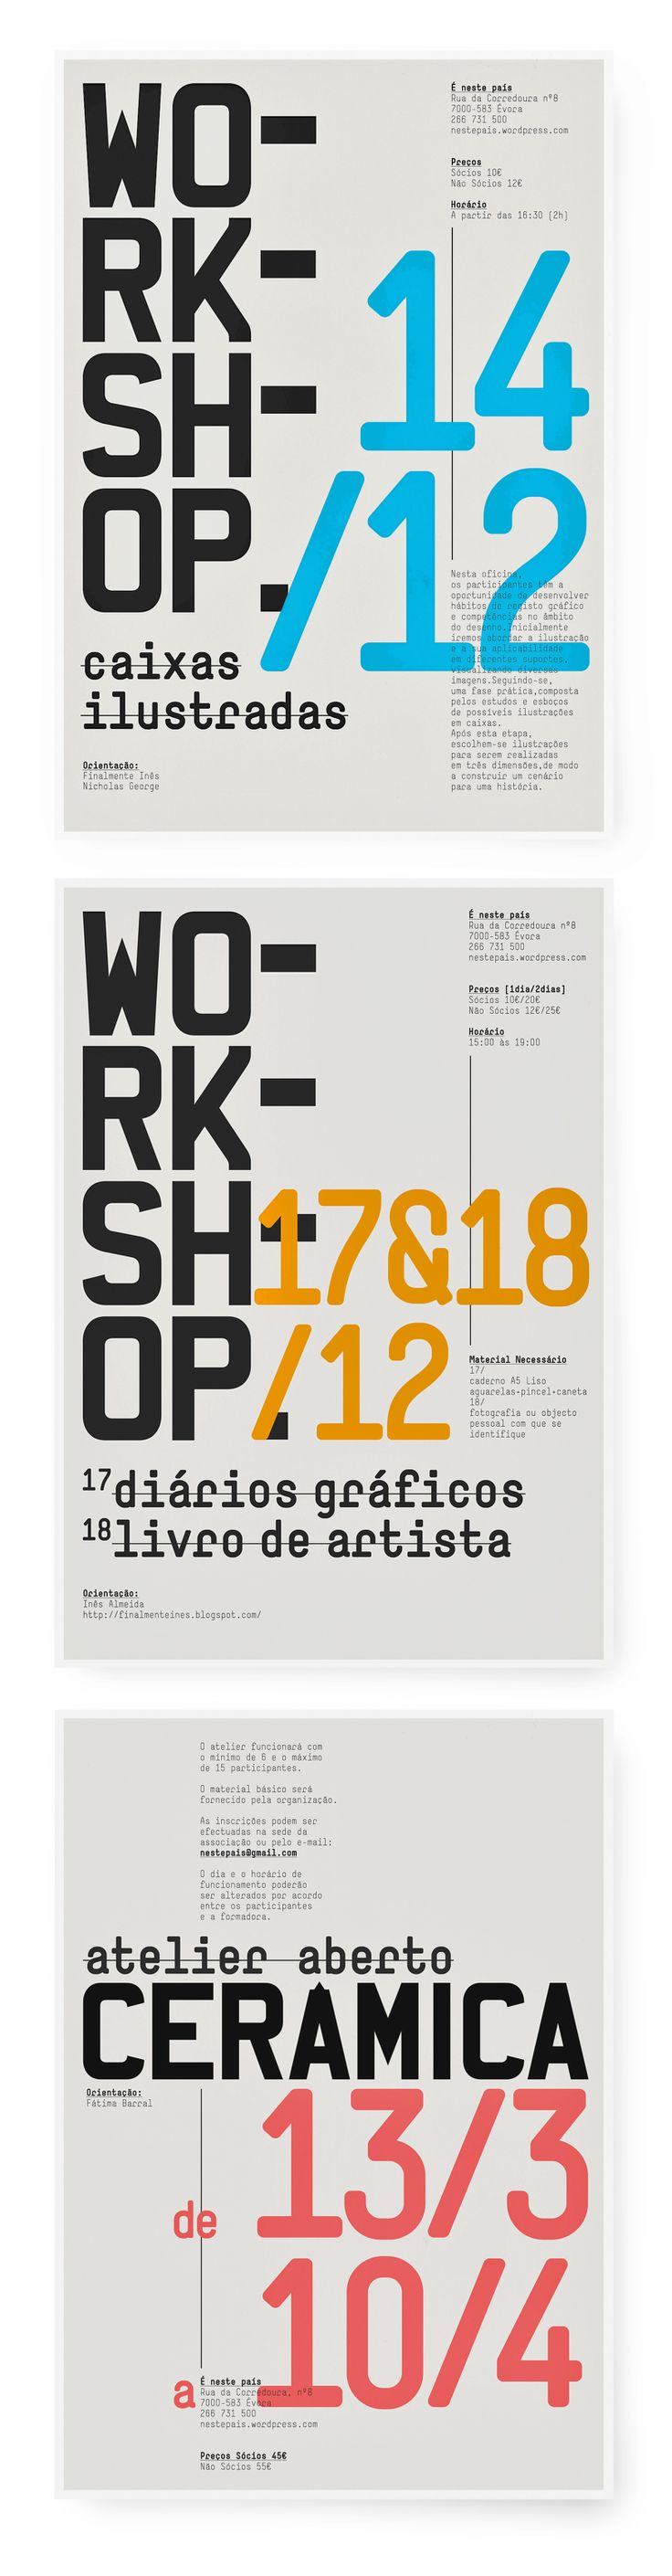 WO-
RK-
SH-
OP.
caixas
ilustradas
Orientação:
Finalmente Inês
Nicholas George
É neste país
Rua da Corredoura nº8
7000-583 Évora
266 731 500
nestepais.wordpress.com
Preços
Sócios 10€
Não Sócios 12€
Horário
A partir das 16:30 [2h]
14
/12
Nesta oficina,
os participantes têm a
oportunidade de desenvolver
hábitos de registo gráfico
e competências no âmbito
do desenho.Inicialmente
iremos abordar a ilustração
e a sua aplicabilidade
em diferentes suportes,
visualizando diversas
imagens.Seguindo-se,
uma fase prática,composta
pelos estudos e esboços
de possíveis ilustrações
em caixas.
Após esta etapa,
escolhem-se ilustrações
para serem realizadas
em três dimensões,de modo
a construir um cenário
para uma história.
WO-
RK-
SH-
OP.
É neste país
Rua da Corredoura nº8
7000-583 Évora
266 731 500
nestepais.wordpress.com
Preços [1dia/2dias]
Sócios 10€/20€
Não Sócios 12€/25€
Horário
15:00 às 19:00
17&18
/12
Material Necessário
17/
caderno A5 Liso
aguarelas+pincel+caneta
18/
fotografia ou objecto
pessoal com que se
identifique
17 diários gráficos
18 livro de artista
Orientação:
Inês Almeida
http://finalmenteines.blogspot.com/
O atelier funcionará com
o mínimo de 6 e o máximo
de 15 participantes.
O material básico será
fornecido pela organização.
As inscrições podem ser
efectuadas na sede da
associação ou pelo e-mail:
nestepais@gmail.com
O dia e o horário de
funcionamento poderão
ser alterados por acordo
entre os participantes
e a formadora.
atelier aberto
CERÂMICA
Orientação:
Fátima Barral
de 13/3
a 10/4
É neste país
Rua da Corredoura, nº8
7000-583 Évora
266 731 500
nestepais.wordpress.com
Preços Sócios 45€
Não Sócios 55€